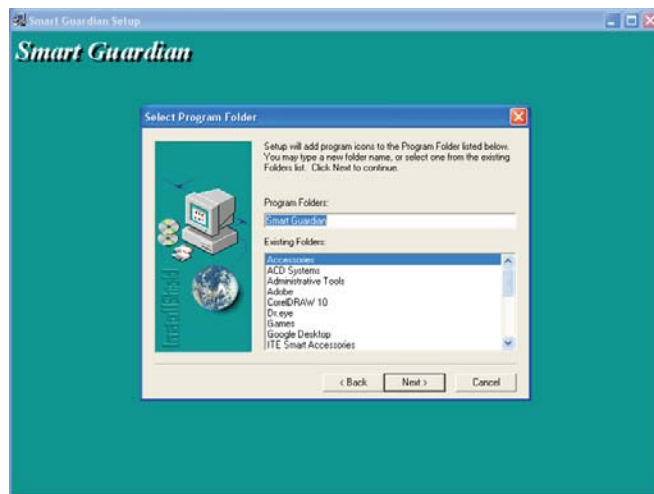 Smart Guardian Setup
Smart Guardian
Select Program Folder
Setup will add program icons to the Program Folder listed below.
You may type a new folder name, or select one from the existing
Folders list. Click Next to continue.
Program Folders:
Smart Guardian
Existing Folders:
Accessories
ACD Systems
Administrative Tools
Adobe
CorelDRAW 10
Dr.eye
Games
Google Desktop
ITE Smart Accessories
InstallShield
< Back
Next >
Cancel